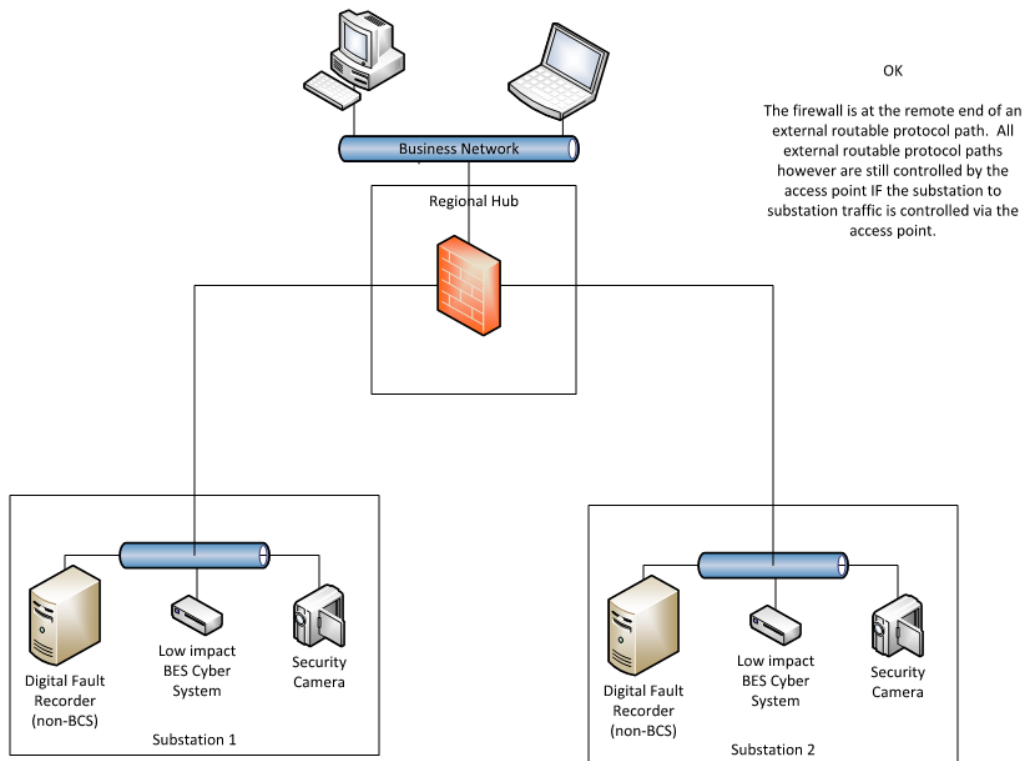 OK
The firewall is at the remote end of an
external routable protocol path.  All
external routable protocol paths
however are still controlled by the
access point IF the substation to
substation traffic is controlled via the
access point.
Business Network
Regional Hub
Digital Fault
Recorder
(non-BCS)
Low impact
BES Cyber
System
Security
Camera
Substation 1
Digital Fault
Recorder
(non-BCS)
Low impact
BES Cyber
System
Security
Camera
Substation 2